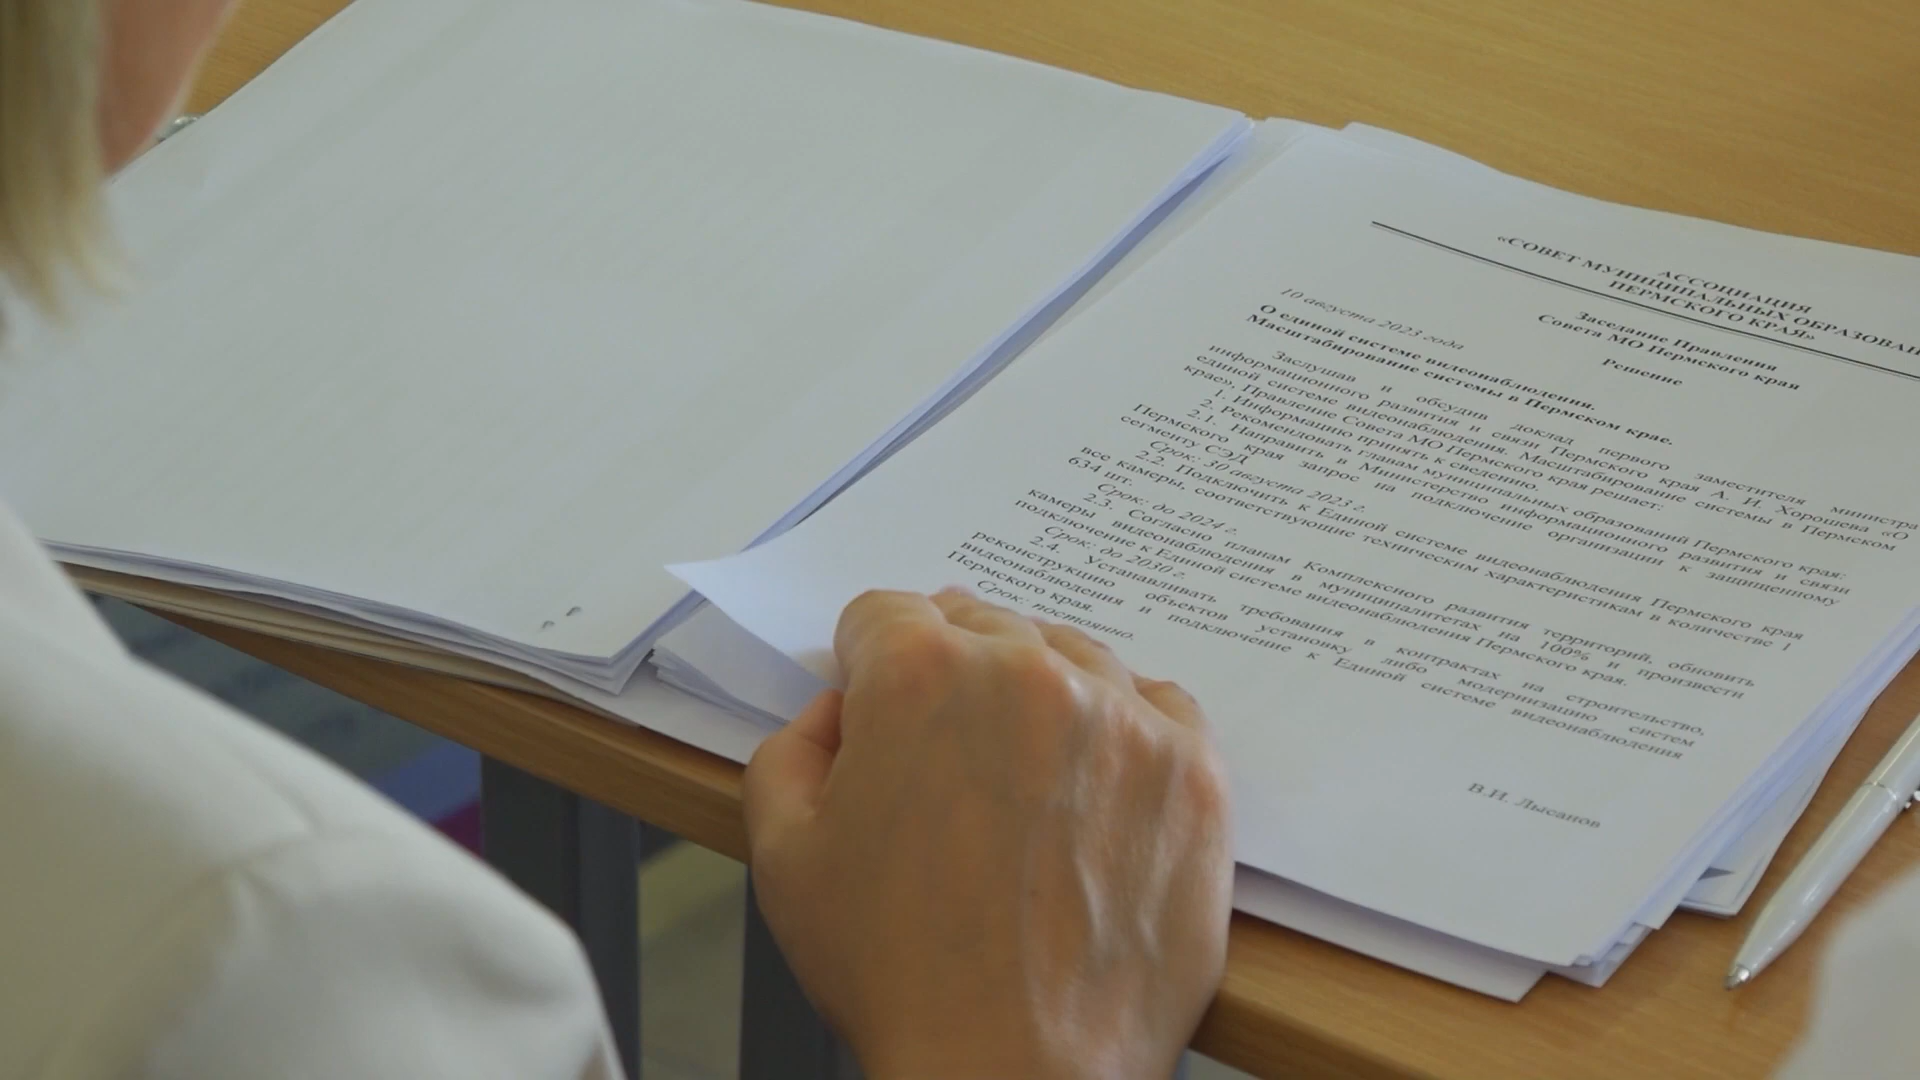 АССОЦИАЦИЯ
«СОВЕТ МУНИЦИПАЛЬНЫХ ОБРАЗОВАН
ПЕРМСКОГО КРАЯ»
Заседание Правления
Совета МО Пермского края
Решение
10 августа 2023 года
О единой системе видеонаблюдения.
Масштабирование системы в Пермском крае.
Заслушав и обсудив доклад первого заместителя министра
информационного развития и связи Пермского края А. И. Хорошева «О
единой системе видеонаблюдения. Масштабирование системы в Пермском
крае», Правление Совета МО Пермского края решает:
1. Информацию принять к сведению.
2. Рекомендовать главам муниципальных образований Пермского края:
2.1. Направить в Министерство информационного развития и связи
Пермского края запрос на подключение организации к защищенному
сегменту СЭД
Срок: 30 августа 2023 г.
2.2. Подключить к Единой системе видеонаблюдения Пермского края
все камеры, соответствующие техническим характеристикам в количестве 1
634 шт.
Срок: до 2024 г.
2.3. Согласно планам Комплексного развития территорий, обновить
камеры видеонаблюдения в муниципалитетах на 100% и произвести
подключение к Единой системе видеонаблюдения Пермского края.
Срок: до 2030 г.
2.4. Устанавливать требования в контрактах на строительство,
реконструкцию объектов установку либо модернизацию систем
видеонаблюдения и подключение к Единой системе видеонаблюдения
Пермского края.
Срок: постоянно.
В.И. Лысанов